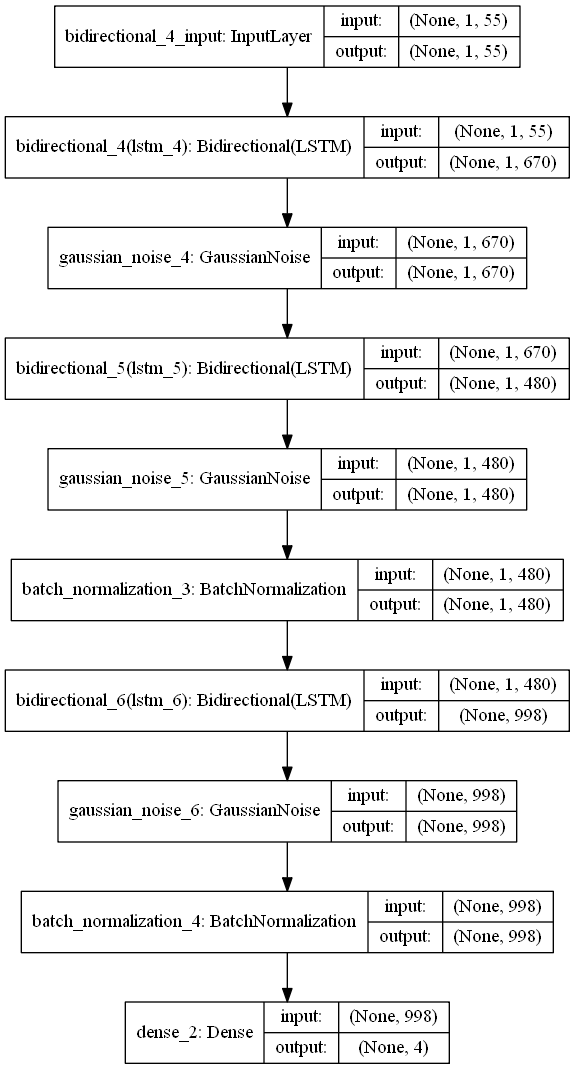 bidirectional_4_input: InputLayer
input: (None, 1, 55)
output: (None, 1, 55)
bidirectional_4(lstm_4): Bidirectional(LSTM)
input: (None, 1, 55)
output: (None, 1, 670)
gaussian_noise_4: GaussianNoise
input: (None, 1, 670)
output: (None, 1, 670)
bidirectional_5(lstm_5): Bidirectional(LSTM)
input: (None, 1, 670)
output: (None, 1, 480)
gaussian_noise_5: GaussianNoise
input: (None, 1, 480)
output: (None, 1, 480)
batch_normalization_3: BatchNormalization
input: (None, 1, 480)
output: (None, 1, 480)
bidirectional_6(lstm_6): Bidirectional(LSTM)
input: (None, 1, 480)
output: (None, 998)
gaussian_noise_6: GaussianNoise
input: (None, 998)
output: (None, 998)
batch_normalization_4: BatchNormalization
input: (None, 998)
output: (None, 998)
dense_2: Dense
input: (None, 998)
output: (None, 4)